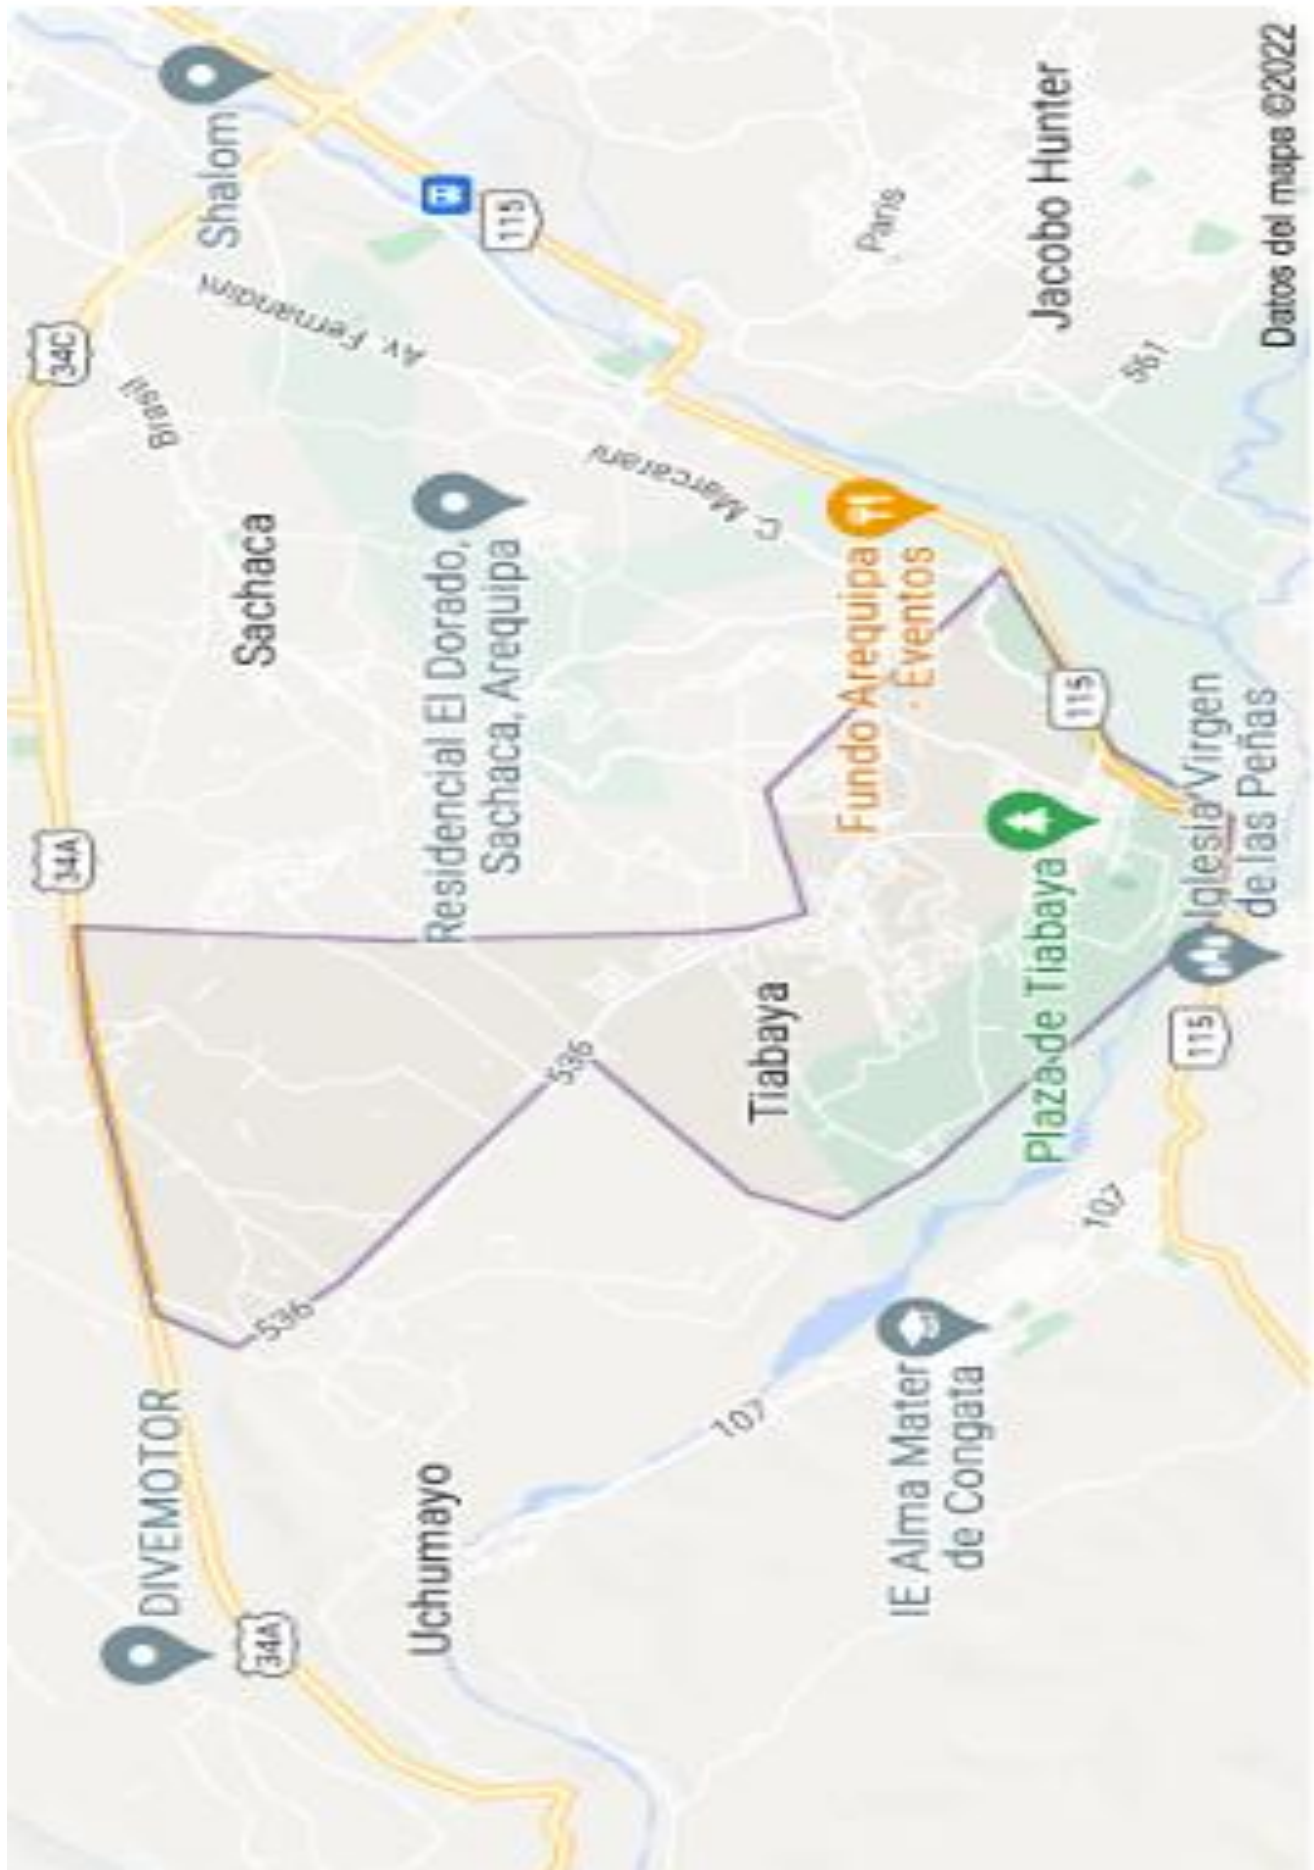 DIVEMOTOR
34A
34A
34C
Shalom
Brasil
Sachaca
Av. Fernandini
115
536
536
Uchumayo
Residencial El Dorado,
Sachaca, Arequipa
C. Marcarani
Paris
107
Tiabaya
Fundo Arequipa
- Eventos
IE Alma Mater
de Congata
107
Plaza de Tiabaya
115
Jacobo Hunter
561
115
Iglesia Virgen
de las Peñas
Datos del mapa ©2022